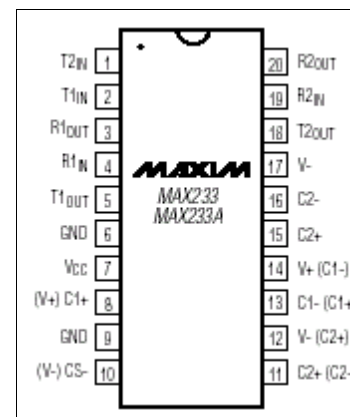 T2IN 1
T1IN 2
R1OUT 3
R1IN 4
T1OUT 5
GND 6
VCC 7
(V+) C1+ 8
GND 9
(V-) CS- 10
MAXIM
MAX233
MAX233A
20 R2OUT
19 R2IN
18 T2OUT
17 V-
16 C2-
15 C2+
14 V+ (C1-)
13 C1- (C1+
12 V- (C2+)
11 C2+ (C2-